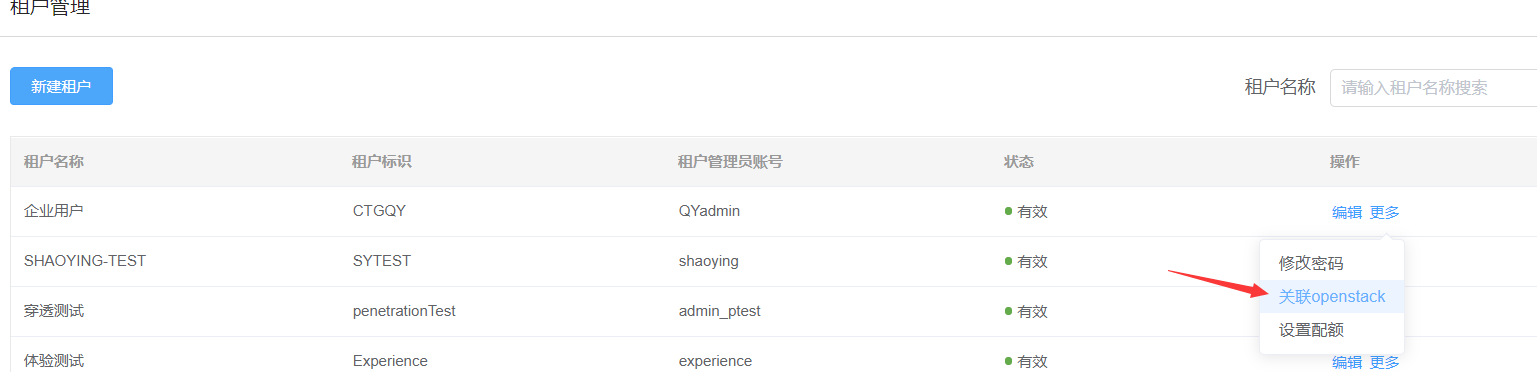 租户管理
新建租户 租户名称 请输入租户名称搜索
租户名称 租户标识 租户管理员账号 状态 操作
企业用户 CTGQY QYadmin 有效 编辑 更多
SHAOYING-TEST SYTEST shaoying 有效
修改密码
关联openstack
设置配额
穿透测试 penetrationTest admin_ptest 有效
体验测试 Experience experience 有效 编辑 更多